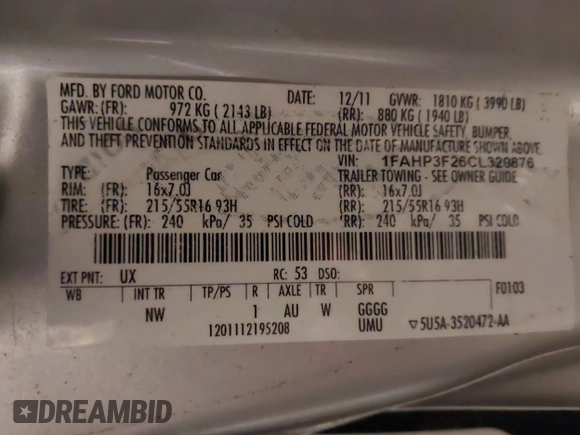 MFD. BY FORD MOTOR CO. DATE: 12/11 GVWR: 1810 KG ( 3990 LB)
GAWR: (FR): 972 KG ( 2143 LB) (RR): 880 KG ( 1940 LB)
THIS VEHICLE CONFORMS TO ALL APPLICABLE FEDERAL MOTOR VEHICLE SAFETY, BUMPER,
AND THEFT PREVENTION STANDARDS IN EFFECT ON THE DATE OF MANUFACTURE SHOWN ABOVE.
VIN: 1FAHP3F26CL329876
TYPE: Passenger Car TRAILER TOWING - SEE OWNER GUIDE
RIM: (FR): 16x7.0J (RR): 16x7.0J
TIRE: (FR): 215/55R16 93H (RR): 215/55R16 93H
PRESSURE: (FR): 240 kPa/ 35 PSI COLD (RR): 240 kPa/ 35 PSI COLD
EXT PNT: UX RC: 53 DSO:
WB INT TR TP/PS R AXLE TR SPR F0103
NW 1 AU W GGGG
1201112195208 UMU ▽5U5A-3520472-AA
DREAMBID